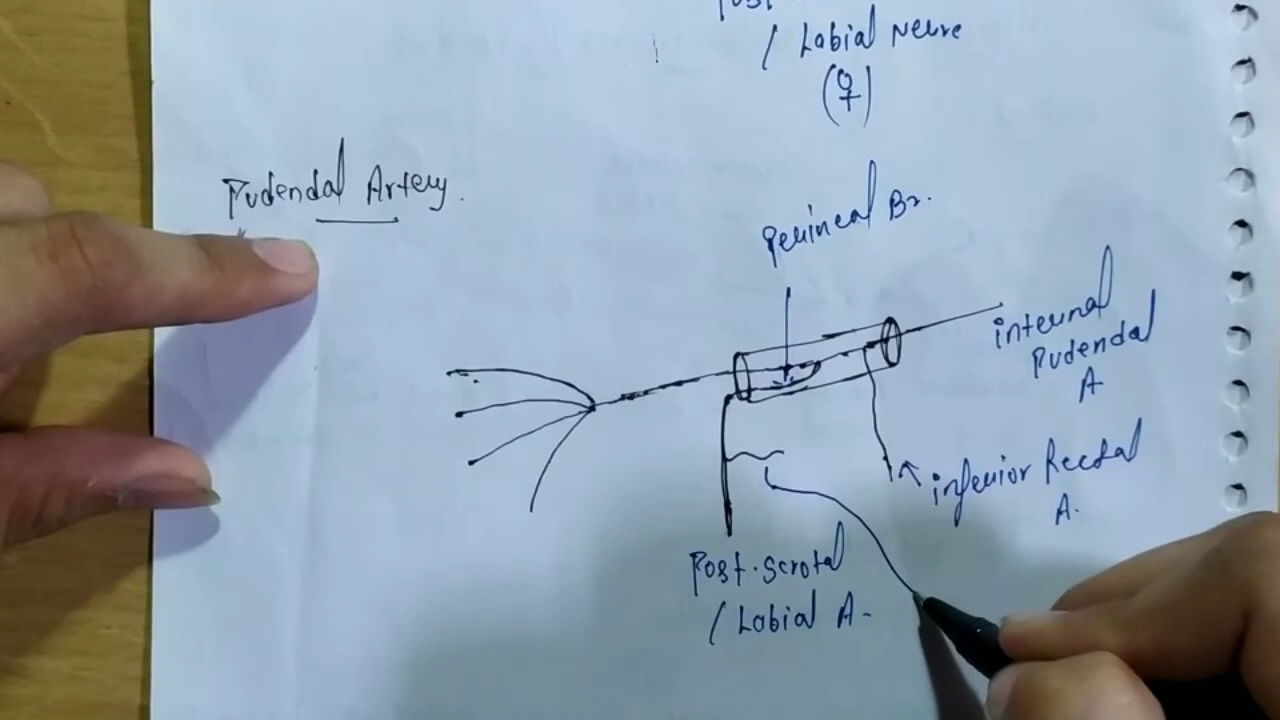 / Labial Nerve
(♀)
Pudendal Artery.
Perineal Br.
internal
Pudendal
A
inferior Rectal
A.
Post. Scrotal
/ Labial A.